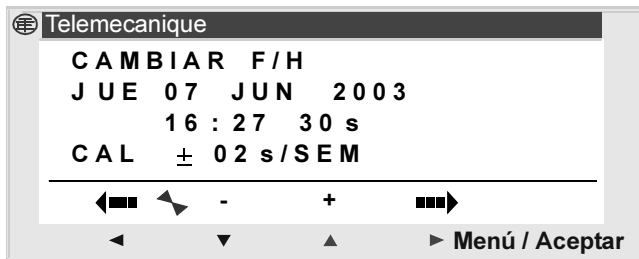 Telemecanique
CAMBIAR F/H
JUE 07 JUN 2003
16:27 30s
CAL ± 02 s/SEM
- +
Menú / Aceptar